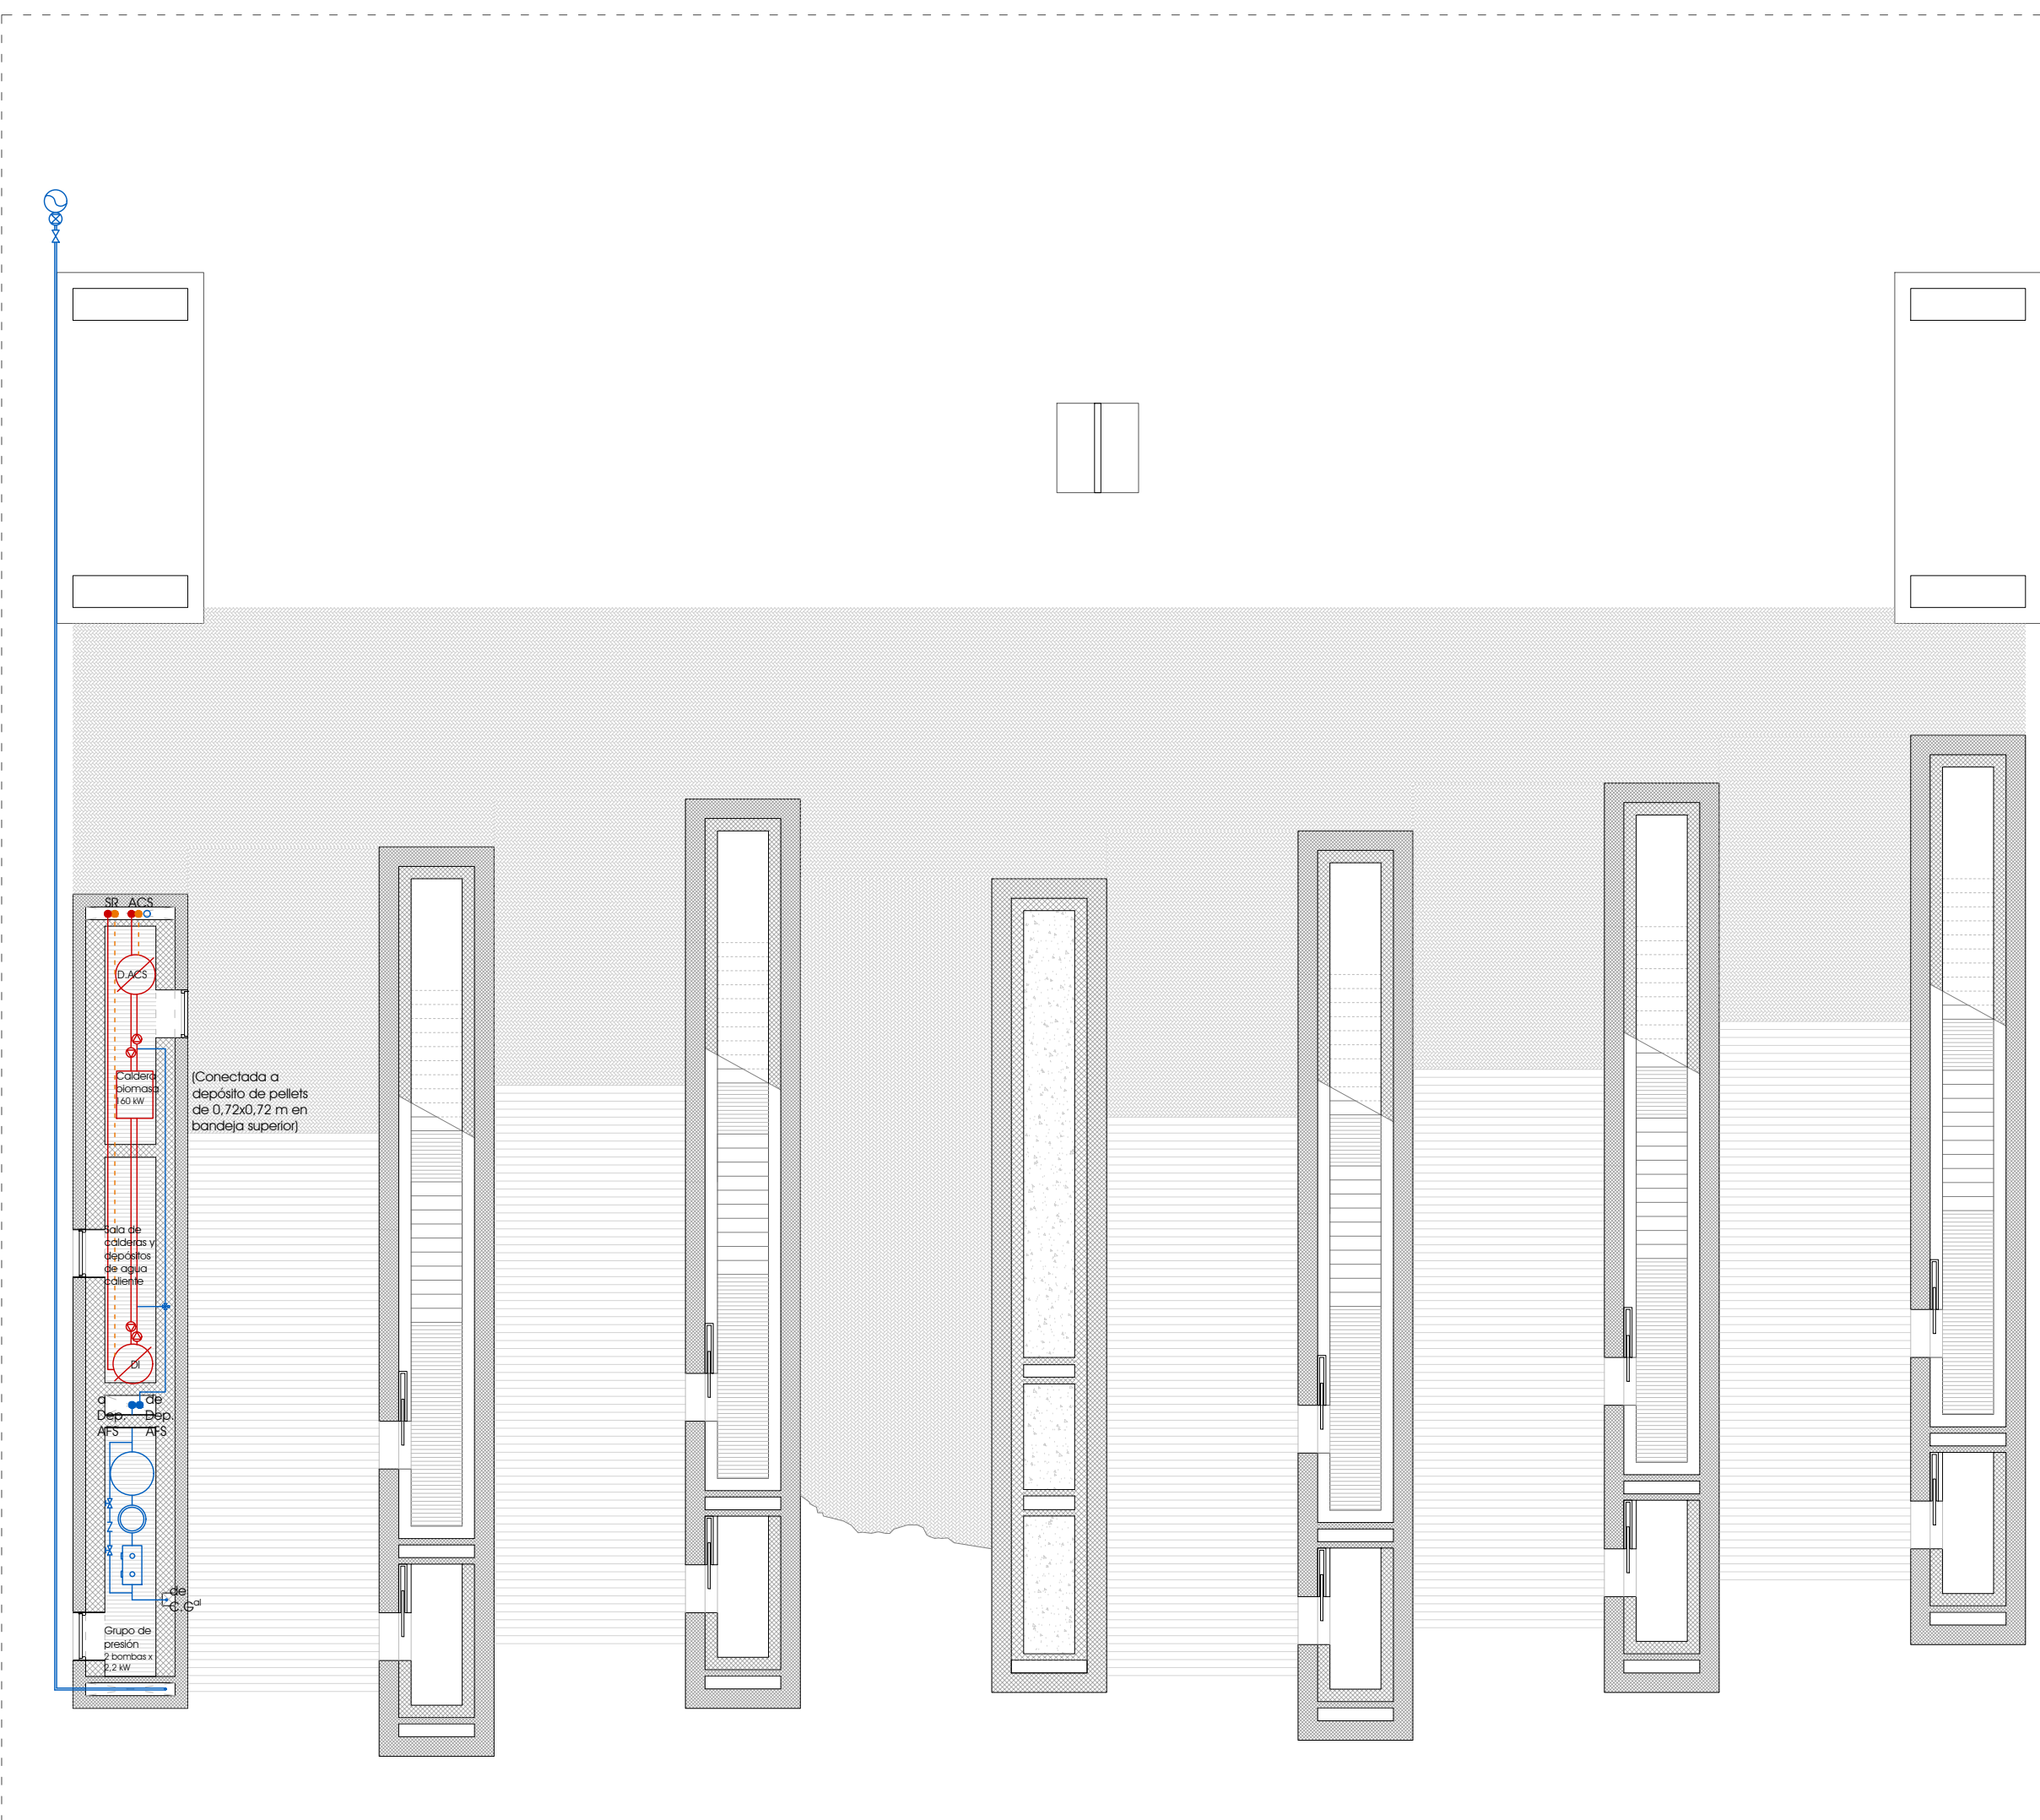 SR ACS
D.ACS
Caldera
biomasa
160 kW
(Conectada a
depósito de pellets
de 0,72x0,72 m en
bandeja superior)
Sala de
calderas y
depósitos
de agua
caliente
DI
a
Dep.
AFS
de
Dep.
AFS
de
C.Gal
Grupo de
presión
2 bombas x
2,2 kW